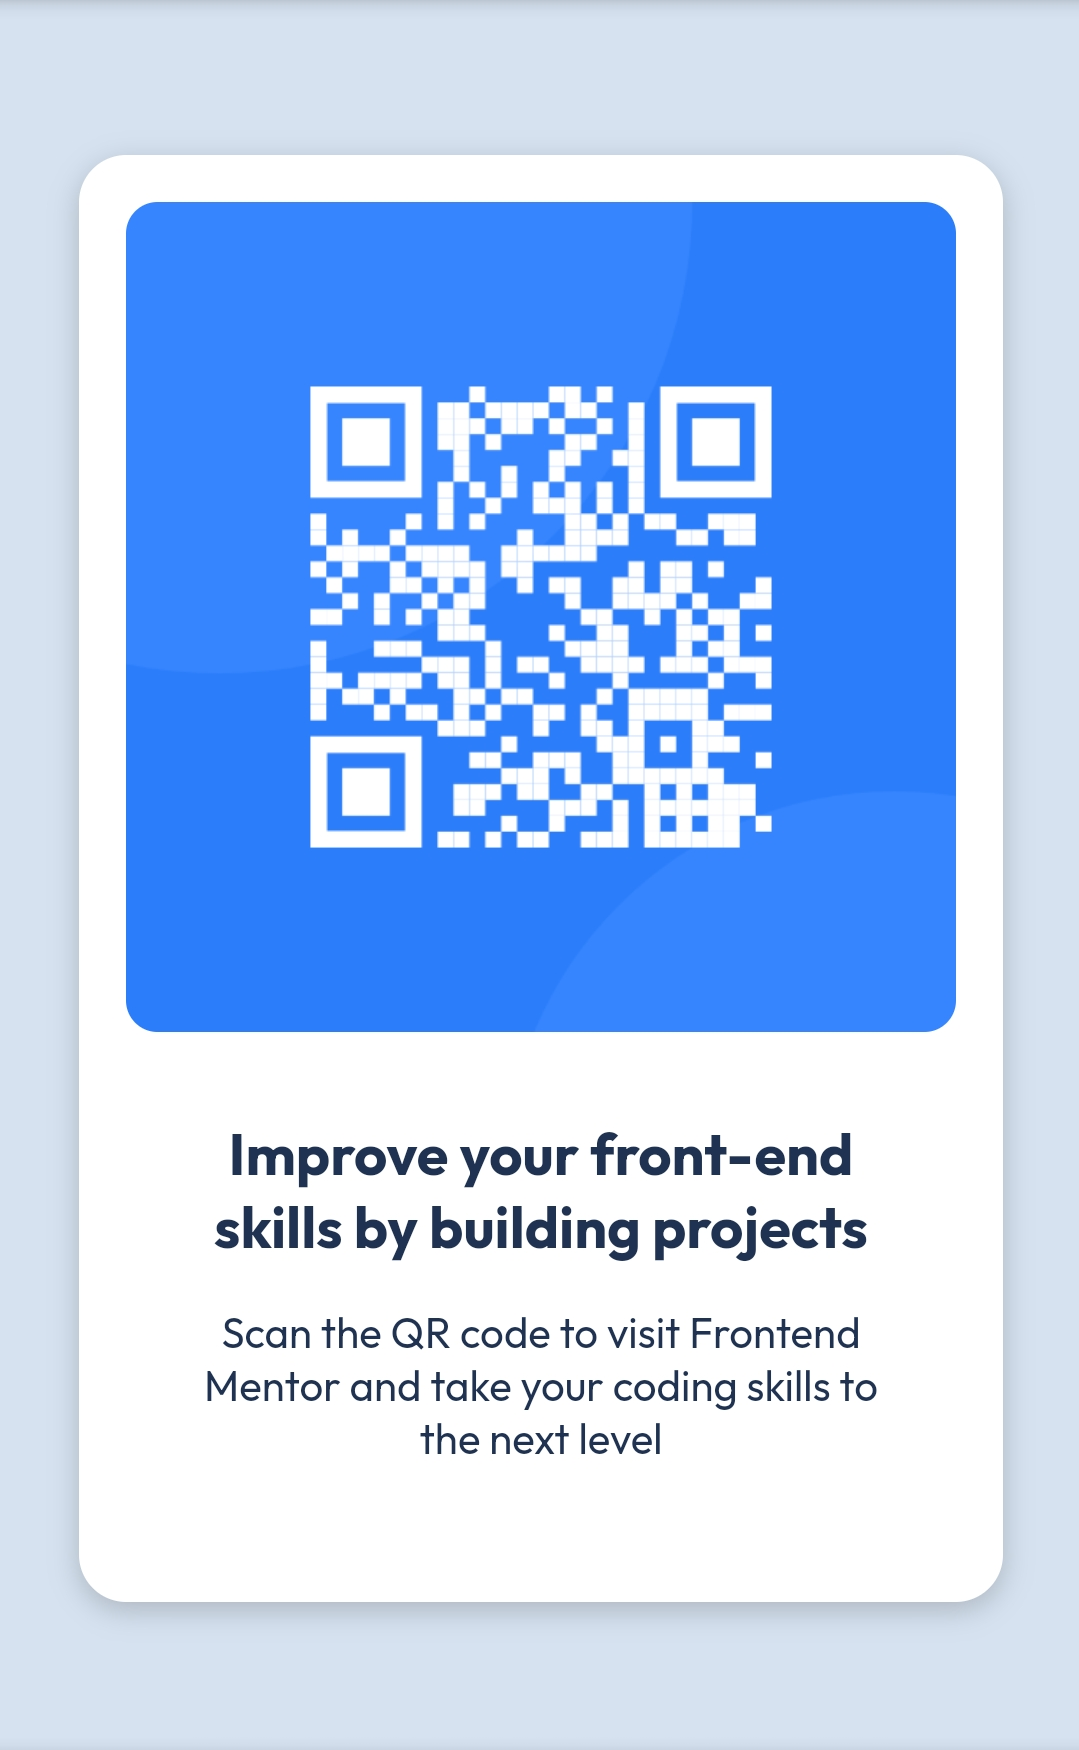 Improve your front-end
skills by building projects
Scan the QR code to visit Frontend
Mentor and take your coding skills to
the next level